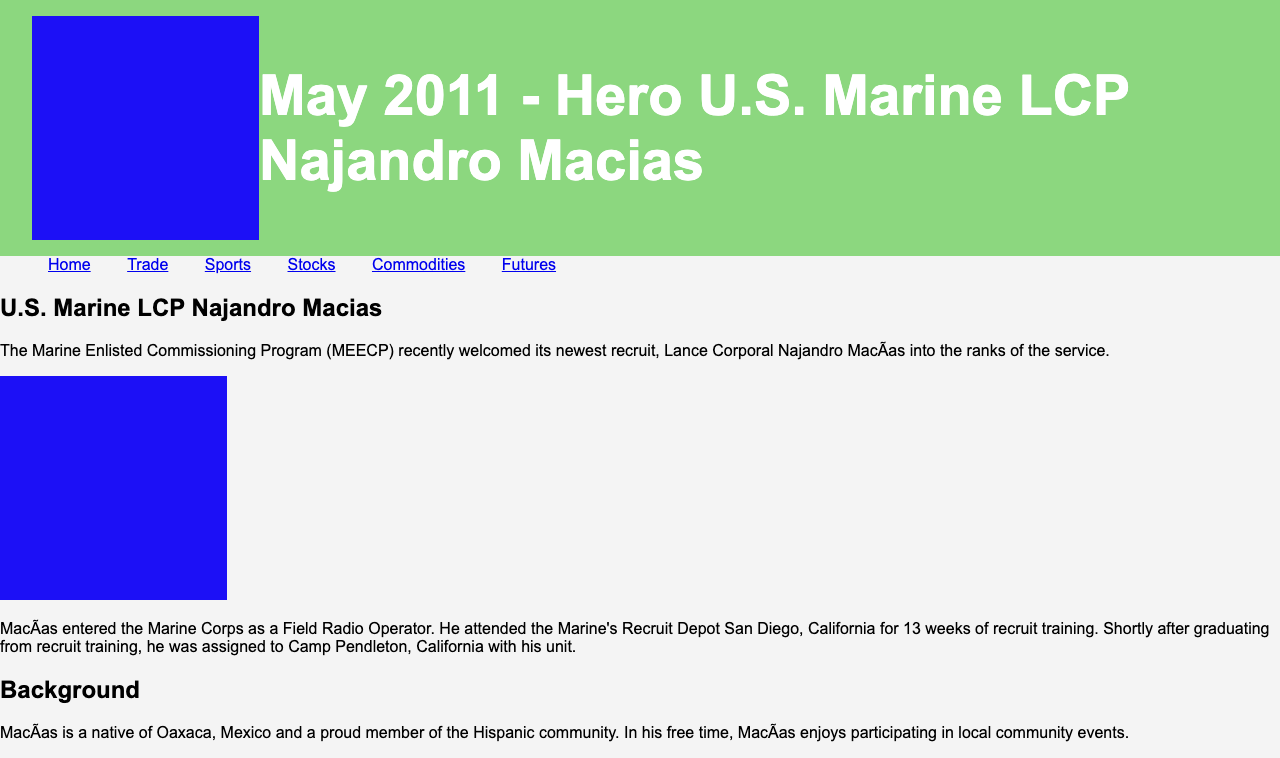 May 2011 - Hero U.S. Marine LCP
Najandro Macias
Home Trade Sports Stocks Commodities Futures
U.S. Marine LCP Najandro Macias
The Marine Enlisted Commissioning Program (MEECP) recently welcomed its newest recruit, Lance Corporal Najandro MacÃas into the ranks of the service.
MacÃas entered the Marine Corps as a Field Radio Operator. He attended the Marine's Recruit Depot San Diego, California for 13 weeks of recruit training. Shortly after graduating
from recruit training, he was assigned to Camp Pendleton, California with his unit.
Background
MacÃas is a native of Oaxaca, Mexico and a proud member of the Hispanic community. In his free time, MacÃas enjoys participating in local community events.